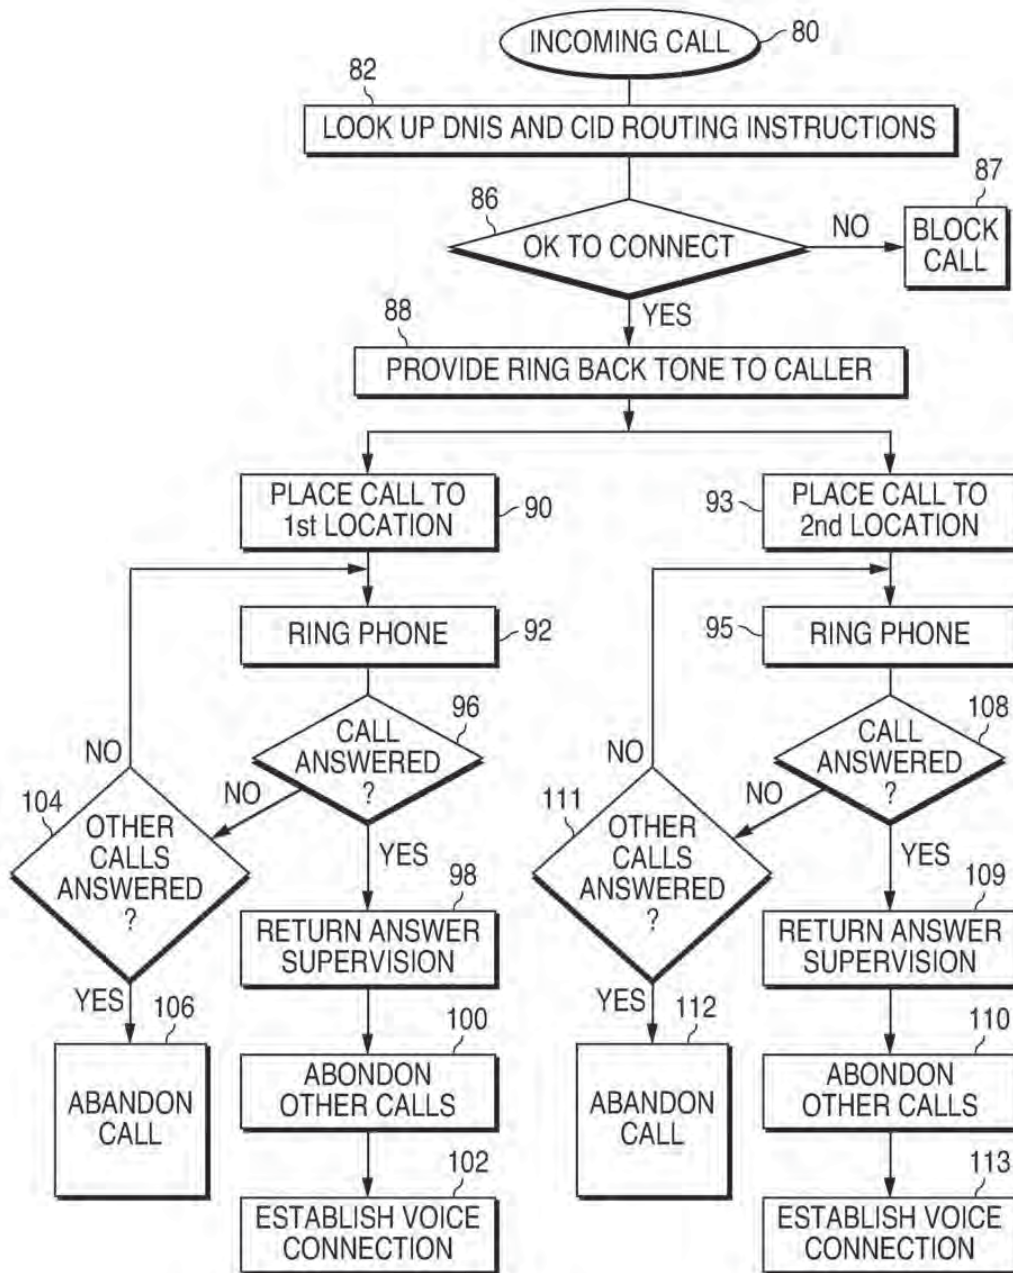 INCOMING CALL
80
82
LOOK UP DNIS AND CID ROUTING INSTRUCTIONS
86
OK TO CONNECT
NO
87
BLOCK
CALL
YES
88
PROVIDE RING BACK TONE TO CALLER
PLACE CALL TO
1st LOCATION
90
93
PLACE CALL TO
2nd LOCATION
RING PHONE
92
95
RING PHONE
96
CALL
ANSWERED
?
NO
YES
104
OTHER
CALLS
ANSWERED
?
NO
YES
106
ABANDON
CALL
98
RETURN ANSWER
SUPERVISION
100
ABONDON
OTHER CALLS
102
ESTABLISH VOICE
CONNECTION
108
CALL
ANSWERED
?
NO
YES
111
OTHER
CALLS
ANSWERED
?
NO
YES
112
ABANDON
CALL
109
RETURN ANSWER
SUPERVISION
110
ABONDON
OTHER CALLS
113
ESTABLISH VOICE
CONNECTION